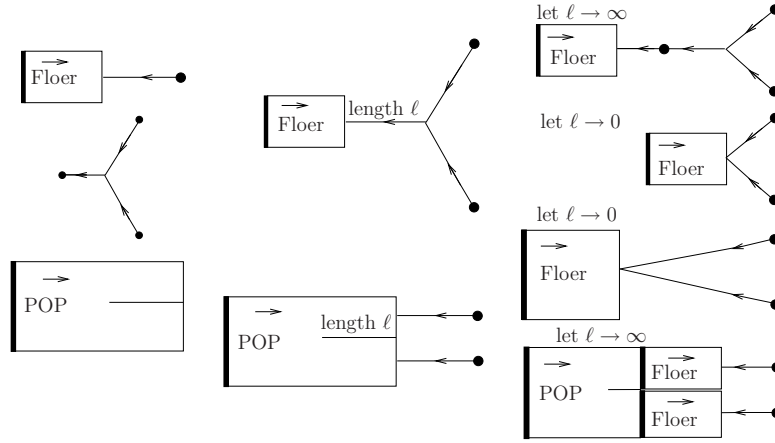 Floer
POP
length ℓ
Floer
length ℓ
POP
let ℓ → ∞
Floer
let ℓ → 0
Floer
let ℓ → 0
Floer
let ℓ → ∞
Floer
POP
Floer